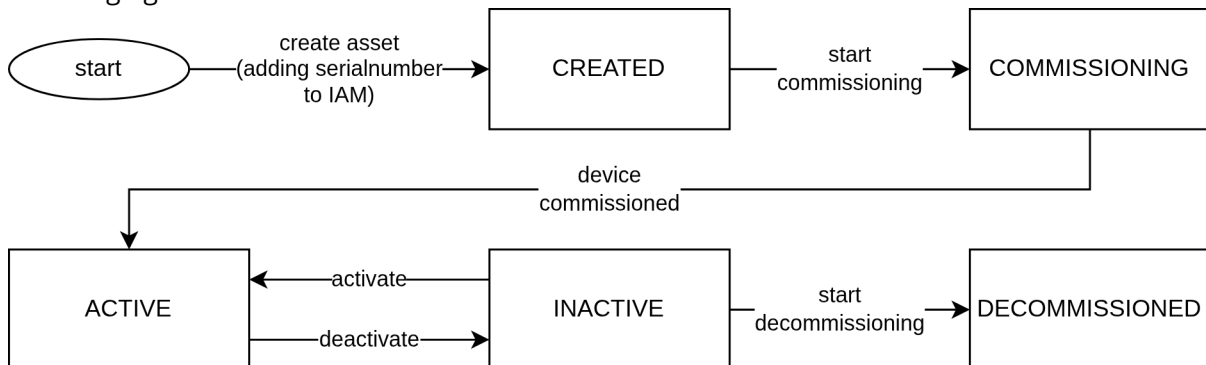 start
create asset
(adding serialnumber
to IAM)
CREATED
start
commissioning
COMMISSIONING
device
commissioned
ACTIVE
activate
deactivate
INACTIVE
start
decommissioning
DECOMMISSIONED